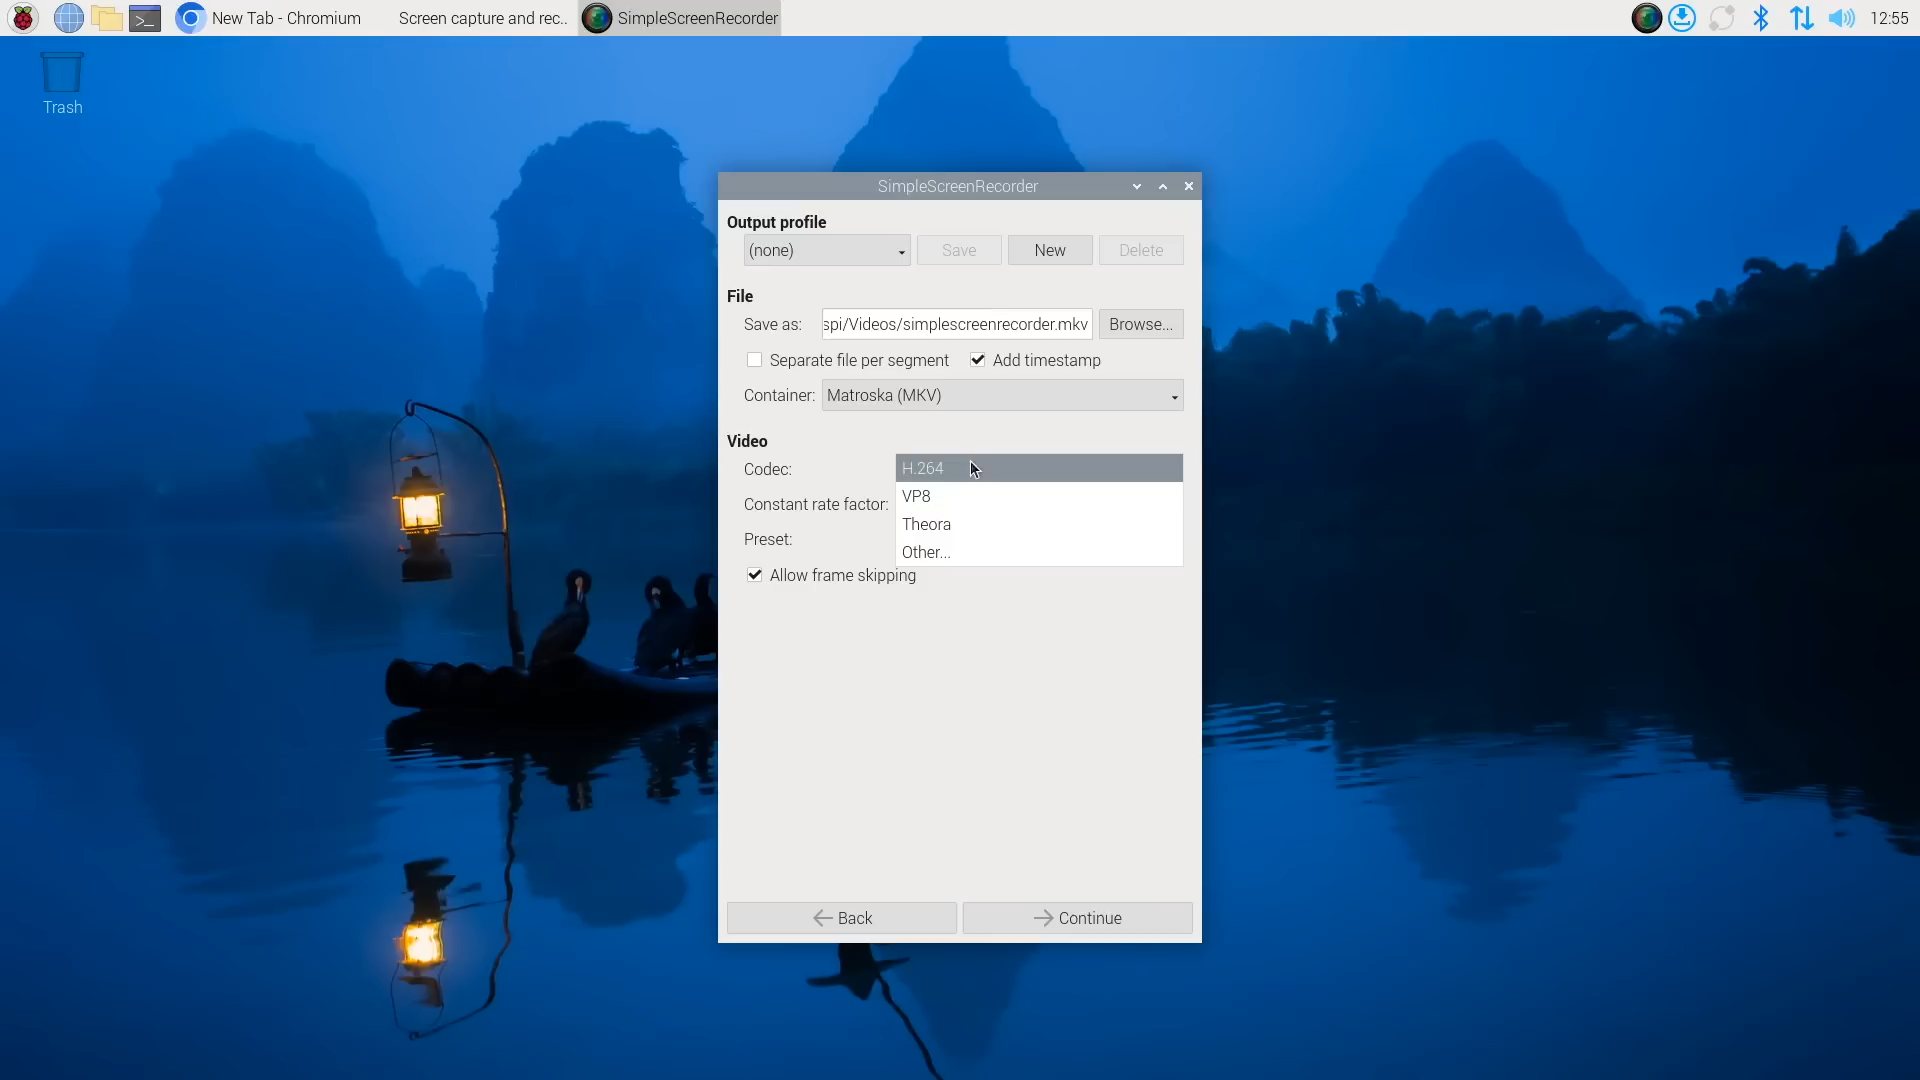 New Tab - Chromium
Screen capture and rec..
SimpleScreenRecorder
12:55
Trash
SimpleScreenRecorder
Output profile
(none)
Save
New
Delete
File
Save as: spi/Videos/simplescreenrecorder.mkv Browse...
Separate file per segment Add timestamp
Container: Matroska (MKV)
Video
Codec: H.264
VP8
Constant rate factor:
Theora
Preset:
Other...
Allow frame skipping
Back
Continue